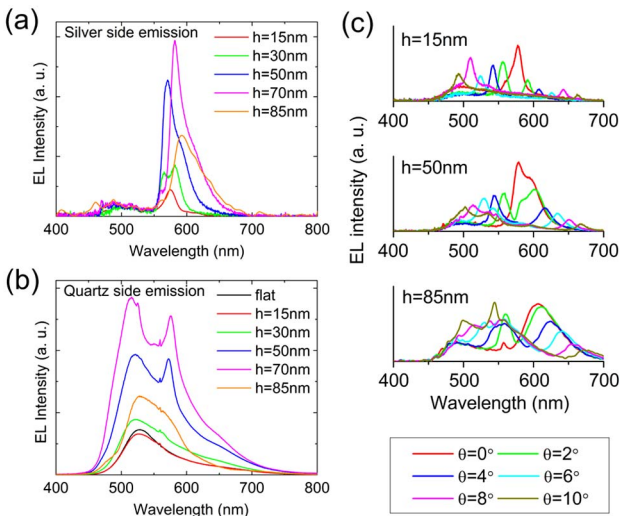 (a)
Silver side emission
h=15nm
h=30nm
h=50nm
h=70nm
h=85nm
EL Intensity (a. u.)
400 500 600 700 800
Wavelength (nm)
(b)
Quartz side emission
flat
h=15nm
h=30nm
h=50nm
h=70nm
h=85nm
EL Intensity (a. u.)
400 500 600 700 800
Wavelength (nm)
(c)
h=15nm
400 500 600 700
h=50nm
400 500 600 700
h=85nm
400 500 600 700
EL intensity (a. u.)
Wavelength (nm)
θ=0° θ=2°
θ=4° θ=6°
θ=8° θ=10°